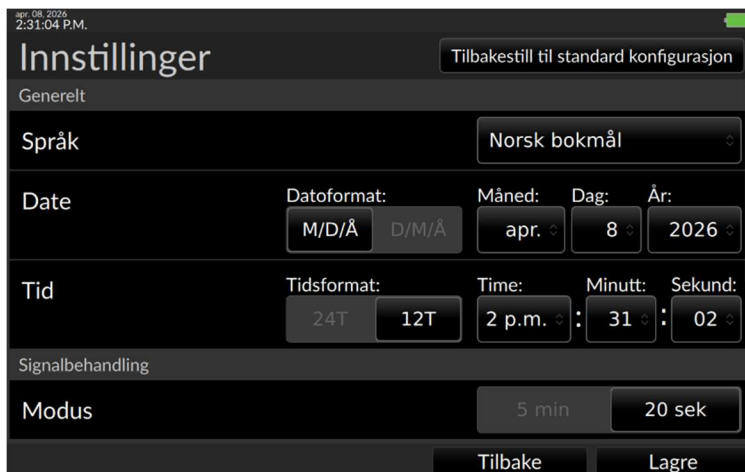 apr. 08, 2026
2:31:04 P.M.
Innstillinger
Tilbakestill til standard konfigurasjon
Generelt
Språk
Norsk bokmål
Date
Datoformat:
M/D/Å D/M/Å
Måned: Dag: År:
apr. 8 2026
Tid
Tidsformat:
24T 12T
Time: Minutt: Sekund:
2 p.m. : 31 : 02
Signalbehandling
Modus
5 min 20 sek
Tilbake Lagre